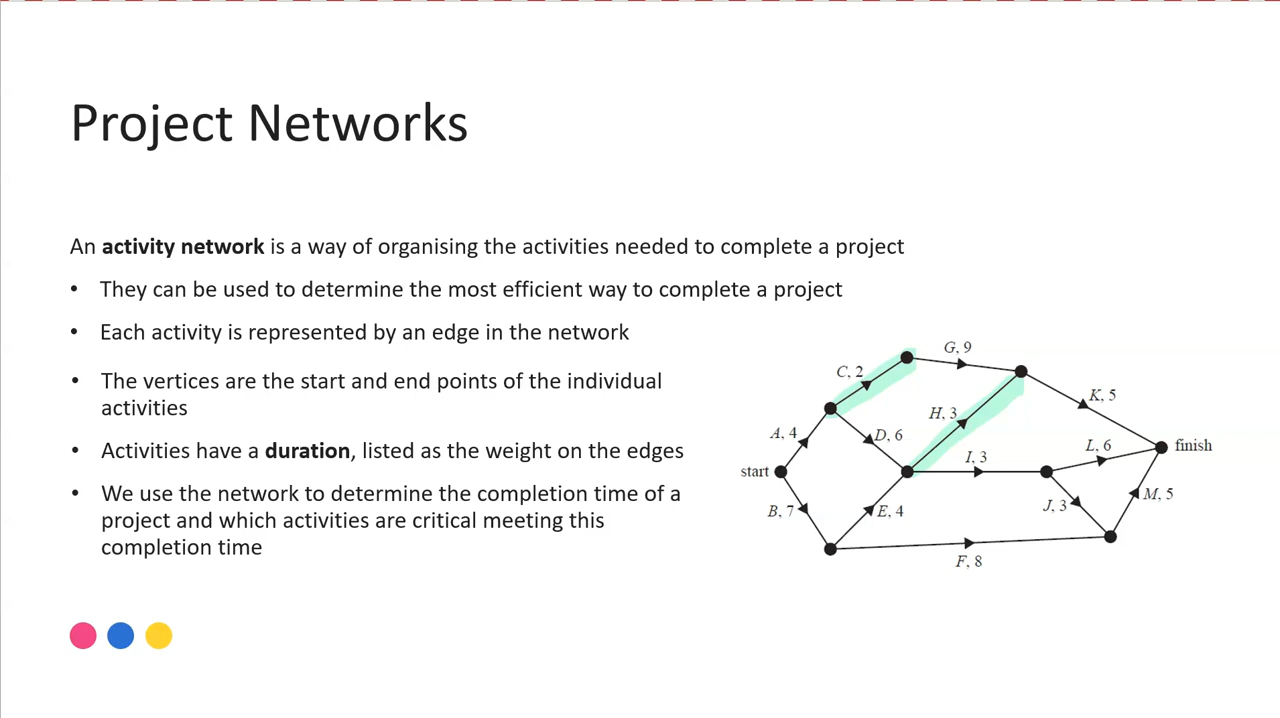 Project Networks
An activity network is a way of organising the activities needed to complete a project
• They can be used to determine the most efficient way to complete a project
• Each activity is represented by an edge in the network
• The vertices are the start and end points of the individual
activities
• Activities have a duration, listed as the weight on the edges
• We use the network to determine the completion time of a
project and which activities are critical meeting this
completion time
G, 9
C, 2
K, 5
H, 3
A, 4
D, 6
L, 6
finish
I, 3
start
M, 5
J, 3
B, 7
E, 4
F, 8